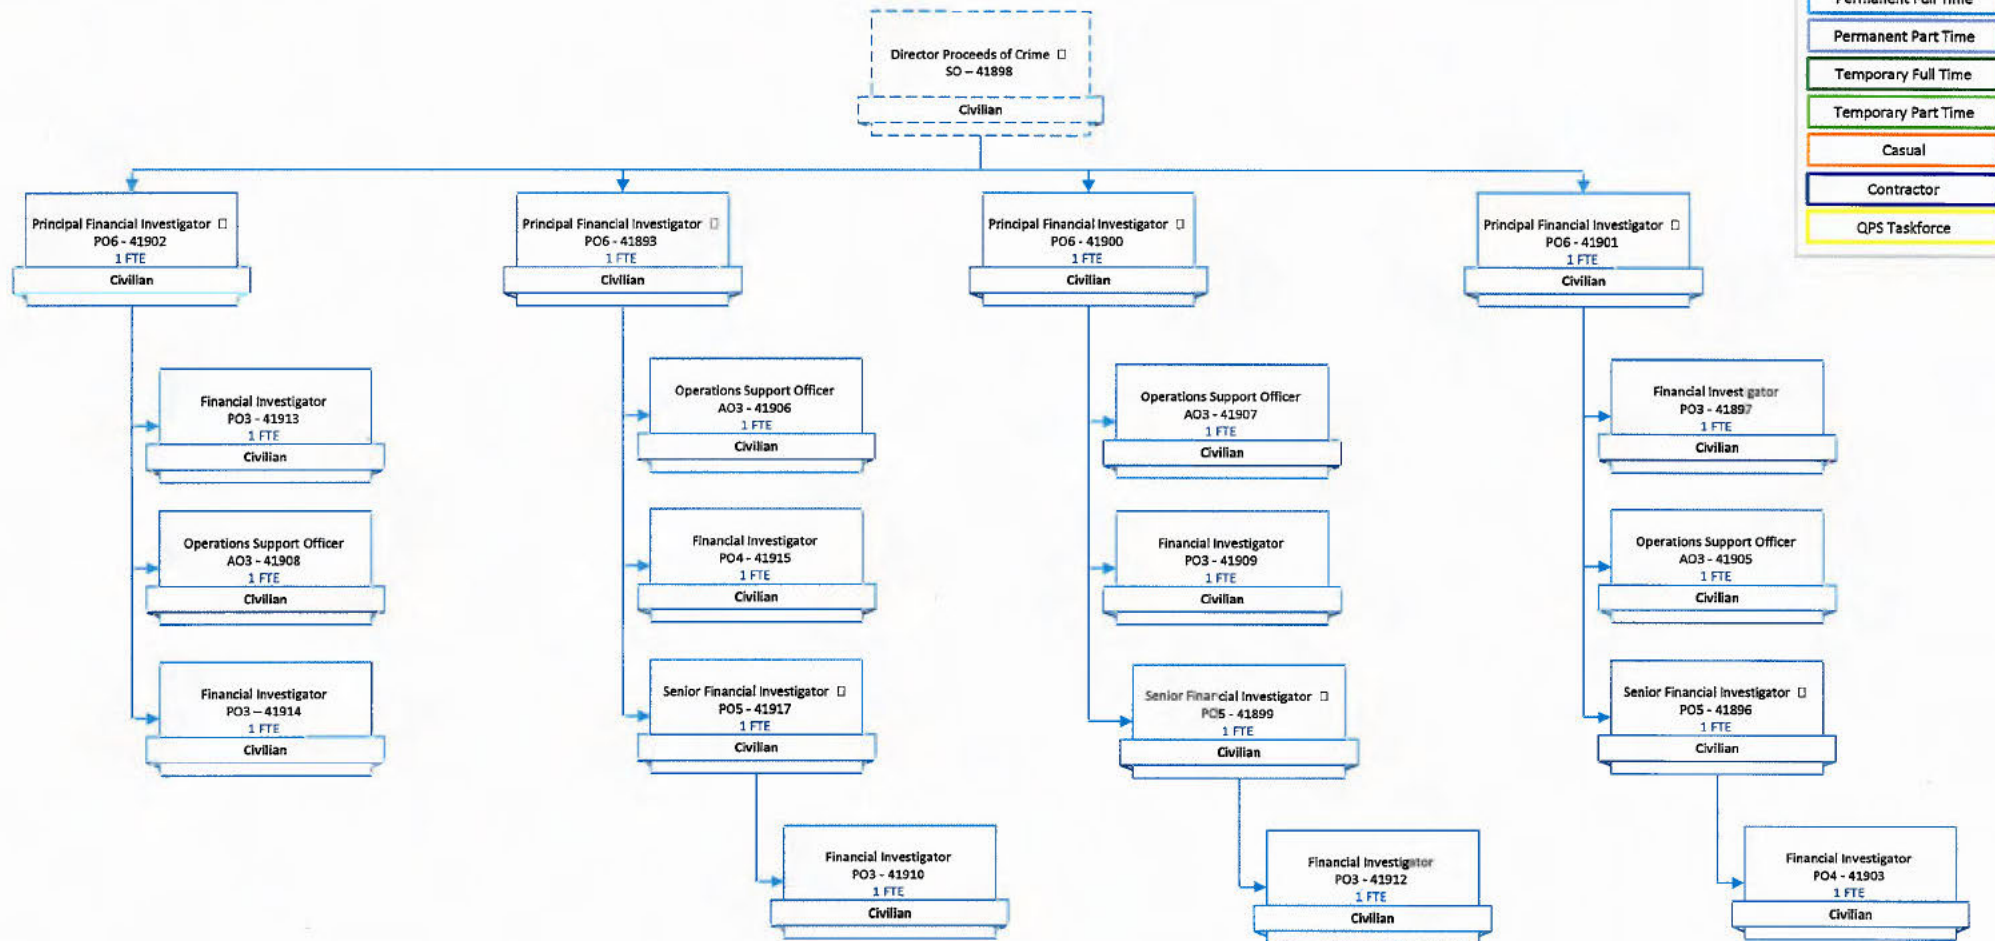 Permanent Full Time
Permanent Part Time
Temporary Full Time
Temporary Part Time
Casual
Contractor
QPS Taskforce
Director Proceeds of Crime
SO – 41898
Civilian
Principal Financial Investigator
PO6 - 41902
1 FTE
Civilian
Financial Investigator
PO3 - 41913
1 FTE
Civilian
Operations Support Officer
AO3 - 41908
1 FTE
Civilian
Financial Investigator
PO3 – 41914
1 FTE
Civilian
Principal Financial Investigator
PO6 - 41893
1 FTE
Civilian
Operations Support Officer
AO3 - 41906
1 FTE
Civilian
Financial Investigator
PO4 - 41915
1 FTE
Civilian
Senior Financial Investigator
PO5 - 41917
1 FTE
Civilian
Financial Investigator
PO3 - 41910
1 FTE
Civilian
Principal Financial Investigator
PO6 - 41900
1 FTE
Civilian
Operations Support Officer
AO3 - 41907
1 FTE
Civilian
Financial Investigator
PO3 - 41909
1 FTE
Civilian
Senior Financial Investigator
PO5 - 41899
1 FTE
Civilian
Financial Investigator
PO3 - 41912
1 FTE
Civilian
Principal Financial Investigator
PO6 - 41901
1 FTE
Civilian
Financial Investigator
PO3 - 41897
1 FTE
Civilian
Operations Support Officer
AO3 - 41905
1 FTE
Civilian
Senior Financial Investigator
PO5 - 41896
1 FTE
Civilian
Financial Investigator
PO4 - 41903
1 FTE
Civilian